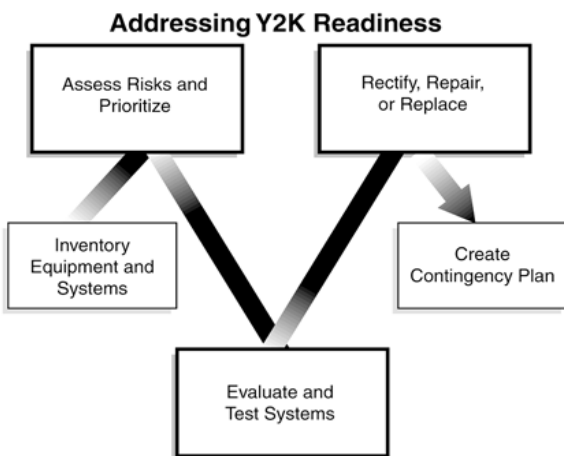 Addressing Y2K Readiness
Assess Risks and
Prioritize
Rectify, Repair,
or Replace
Inventory
Equipment and
Systems
Create
Contingency Plan
Evaluate and
Test Systems